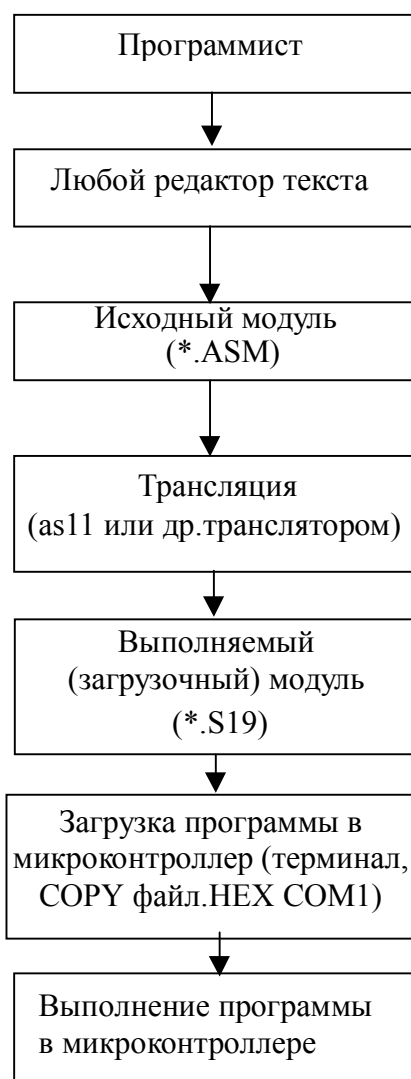 Программист
Любой редактор текста
Исходный модуль
(*.ASM)
Трансляция
(as11 или др.транслятором)
Выполняемый
(загрузочный) модуль
(*.S19)
Загрузка программы в
микроконтроллер (терминал,
COPY файл.HEX COM1)
Выполнение программы
в микроконтроллере